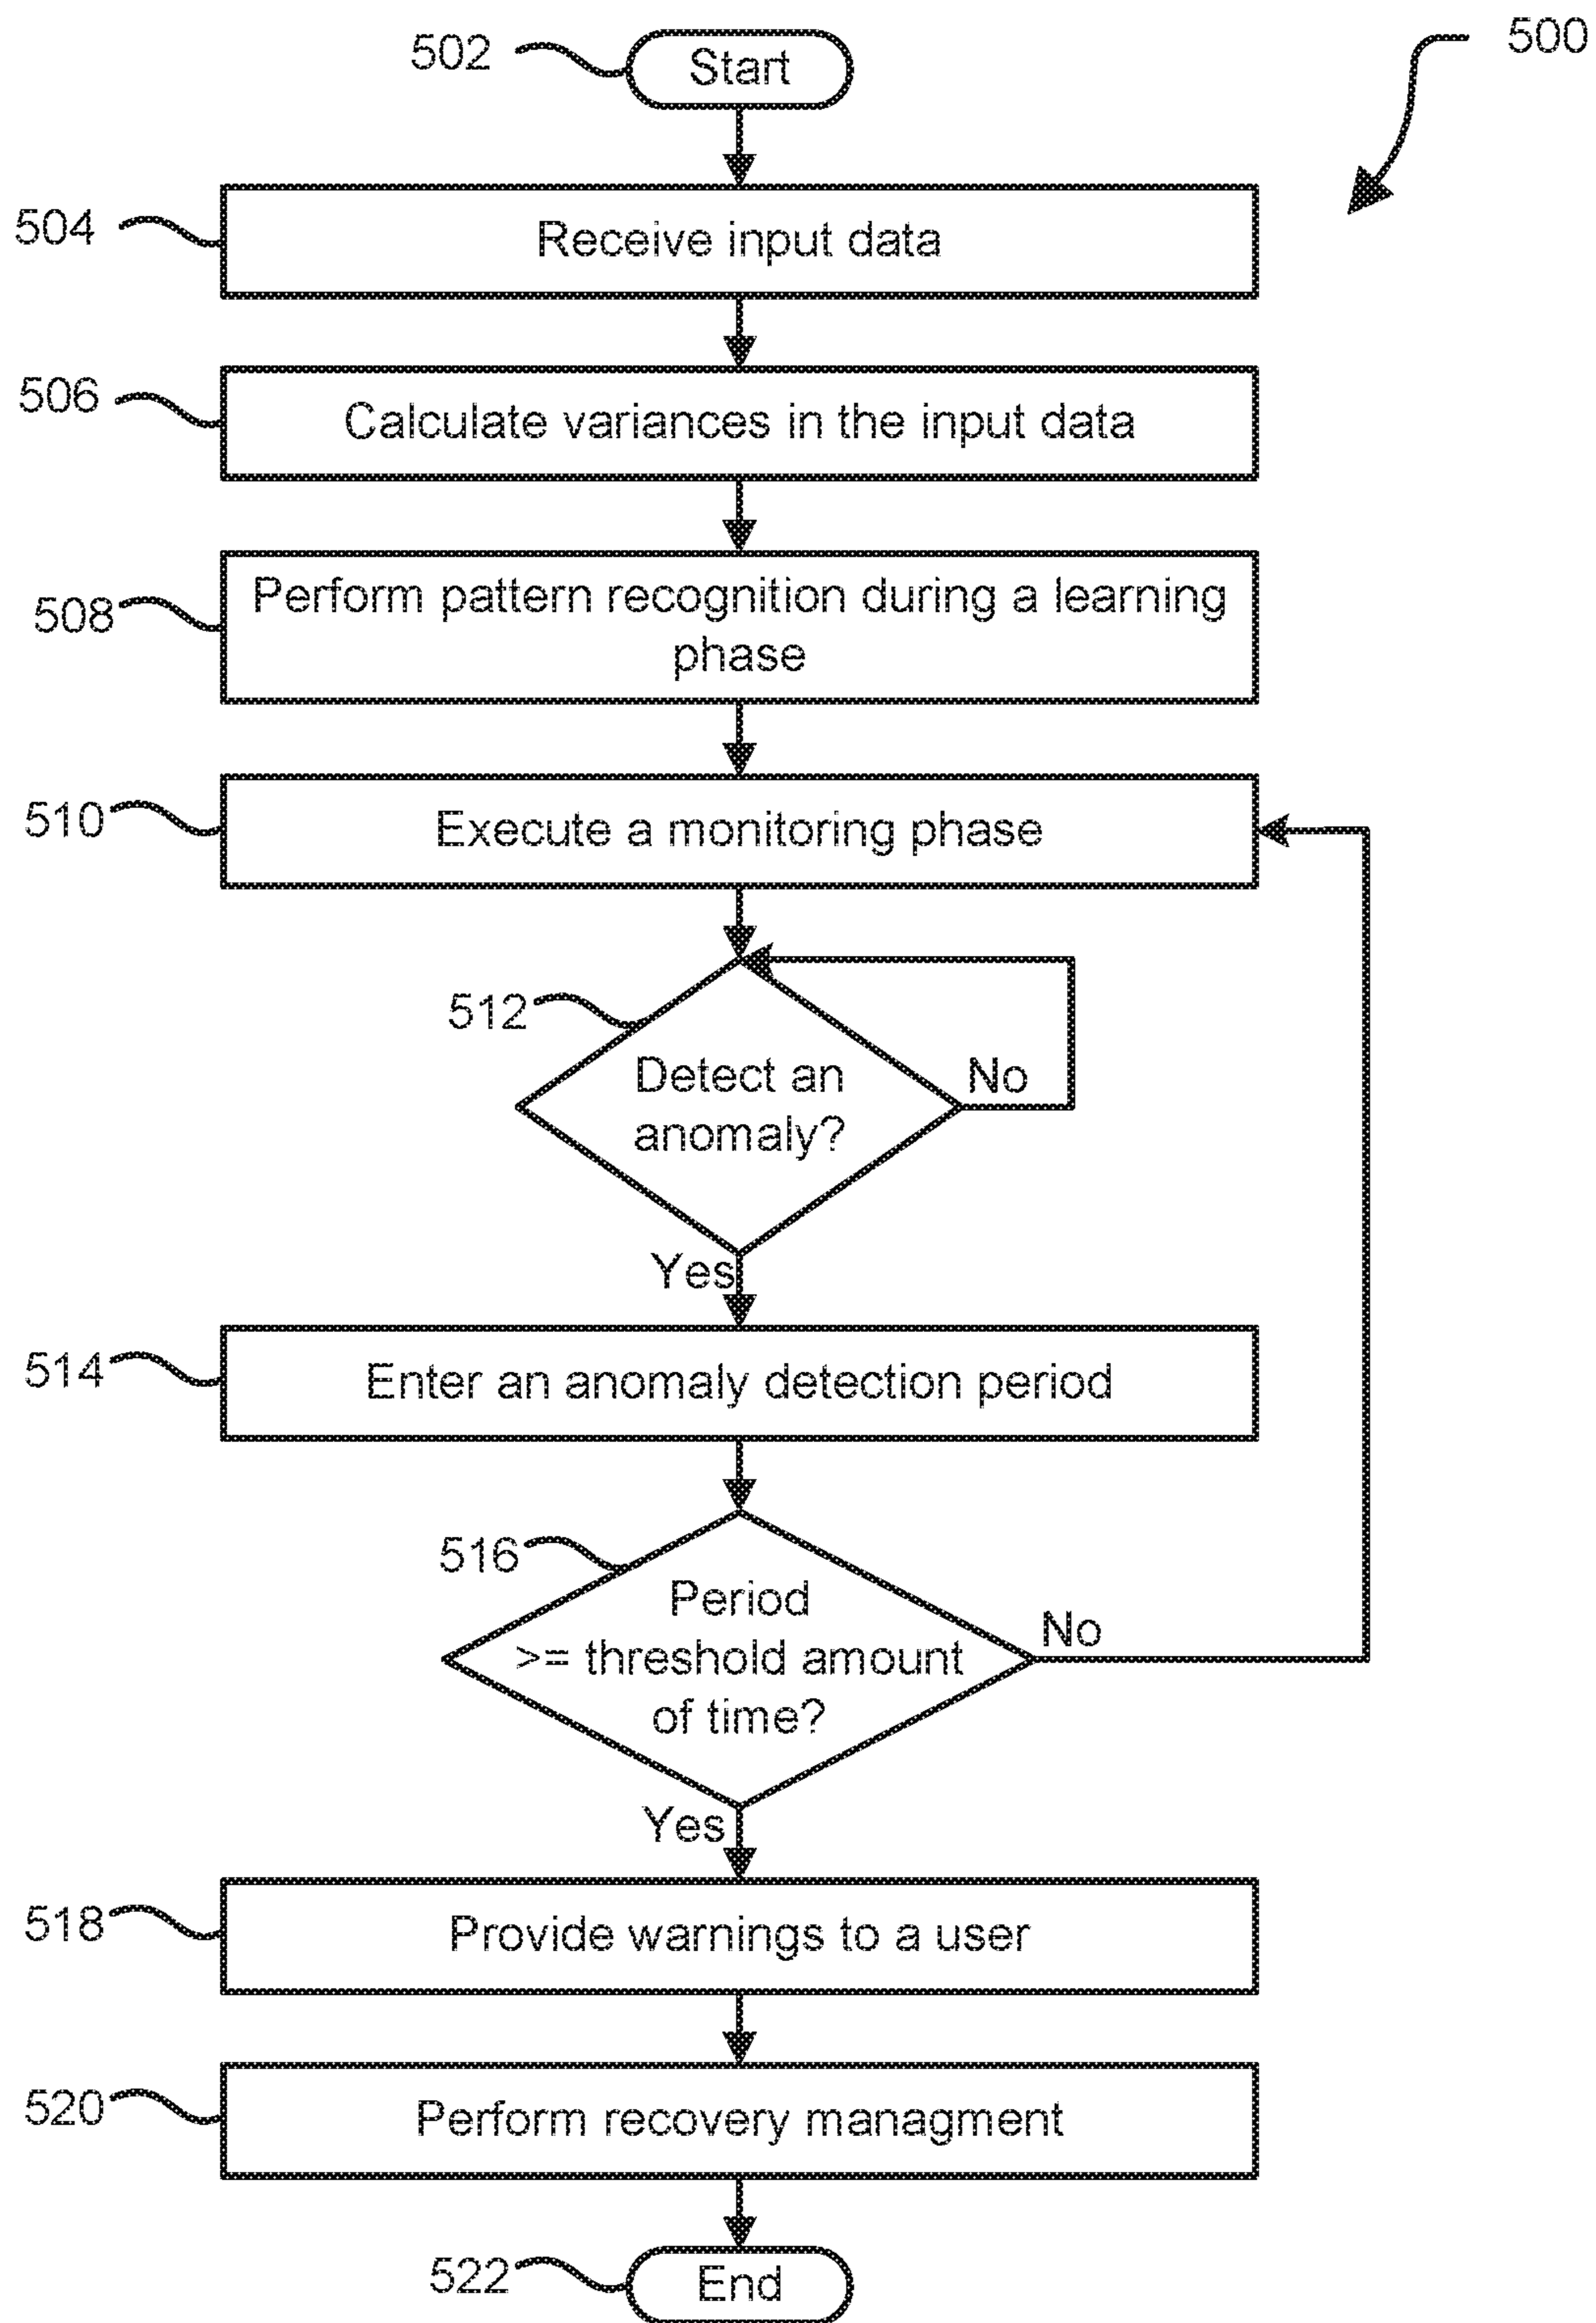 500
502
Start
504
Receive input data
506
Calculate variances in the input data
508
Perform pattern recognition during a learning
phase
510
Execute a monitoring phase
512
Detect an
anomaly?
No
Yes
514
Enter an anomaly detection period
516
Period
>= threshold amount
of time?
No
Yes
518
Provide warnings to a user
520
Perform recovery managment
522
End